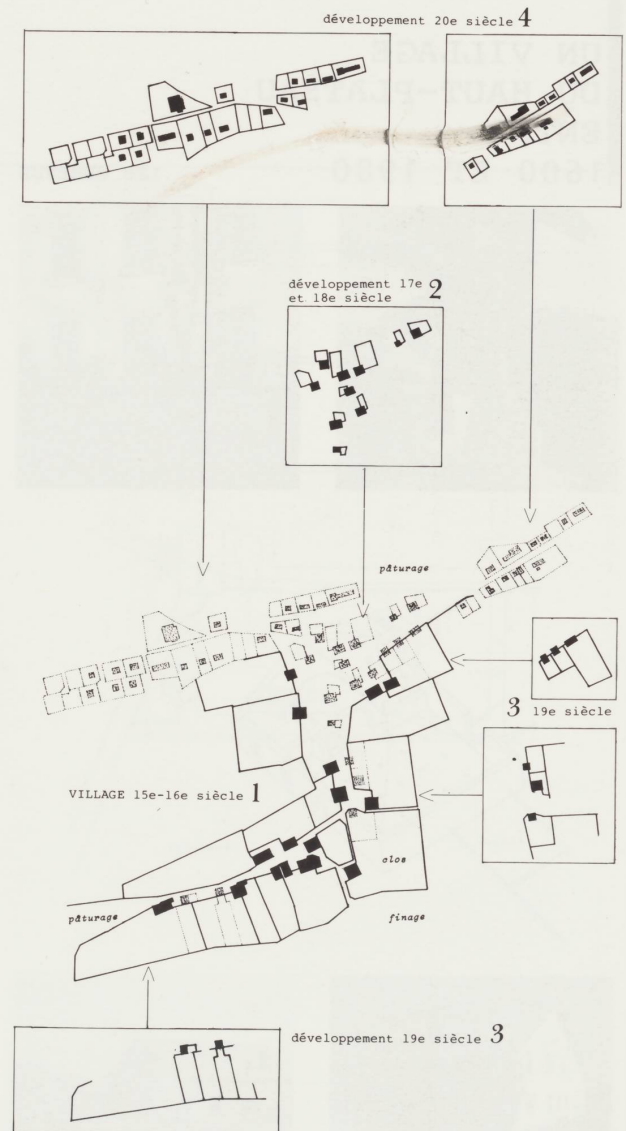 développement 20e siècle 4
développement 17e
et 18e siècle 2
pâturage
3 19e siècle
VILLAGE 15e-16e siècle 1
clos
pâturage
finage
développement 19e siècle 3